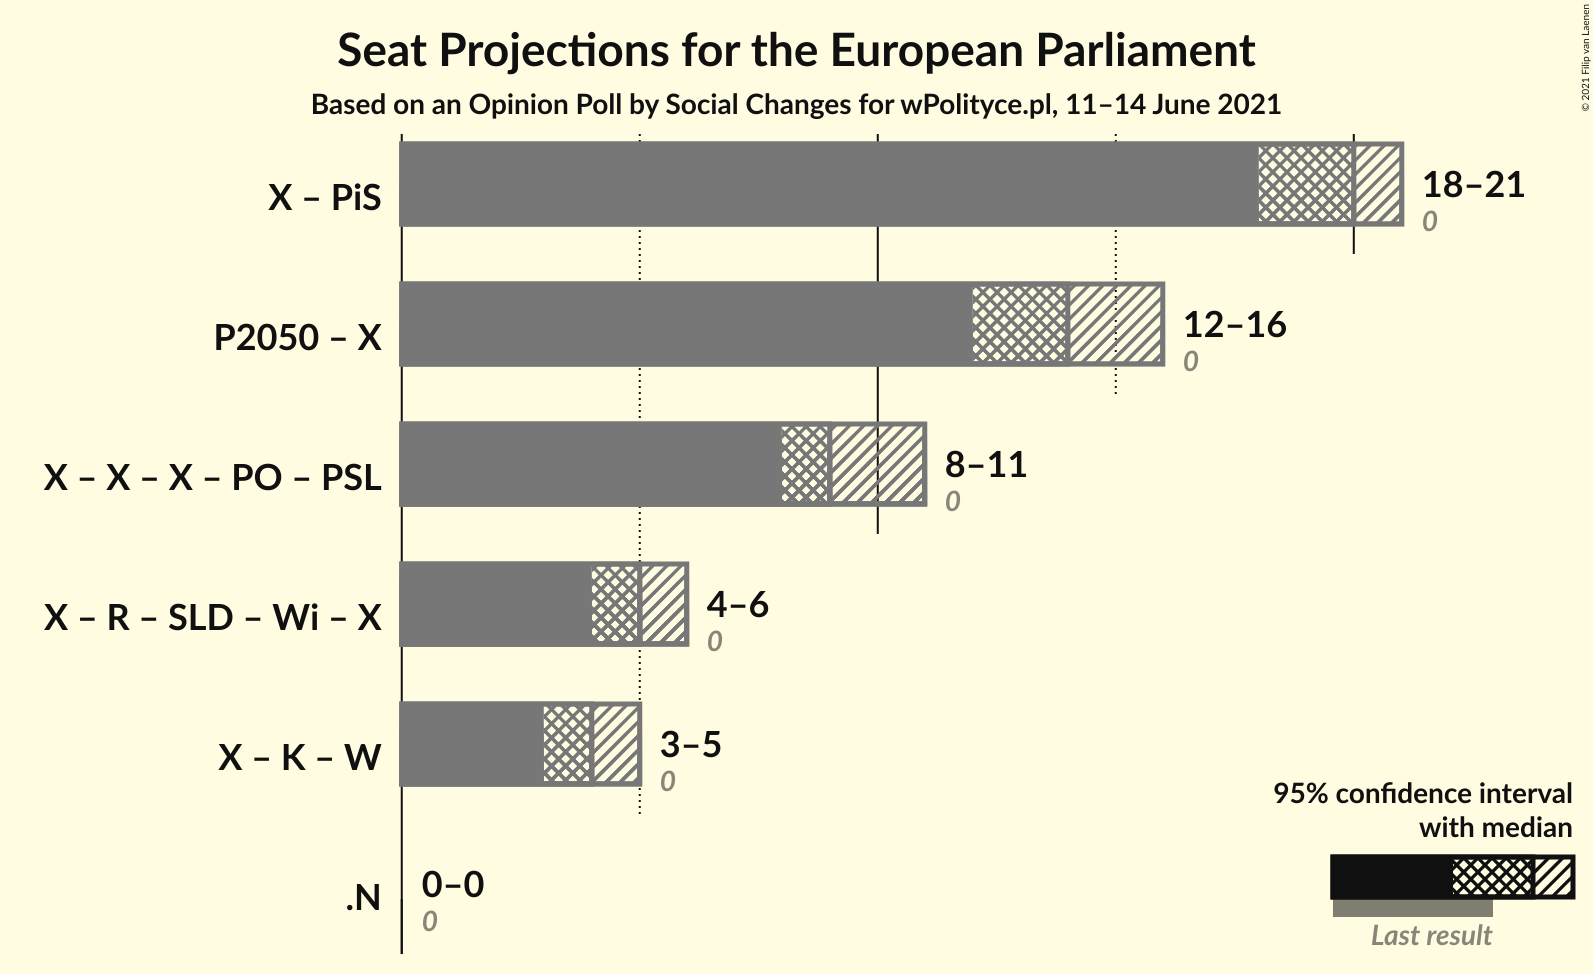 Seat Projections for the European Parliament
Based on an Opinion Poll by Social Changes for wPolityce.pl, 11–14 June 2021
© 2021 Filip van Laenen
X – PiS
18–21
0
P2050 – X
12–16
0
X – X – X – PO – PSL
8–11
0
X – R – SLD – Wi – X
4–6
0
X – K – W
3–5
0
.N
0–0
0
95% confidence interval
with median
Last result